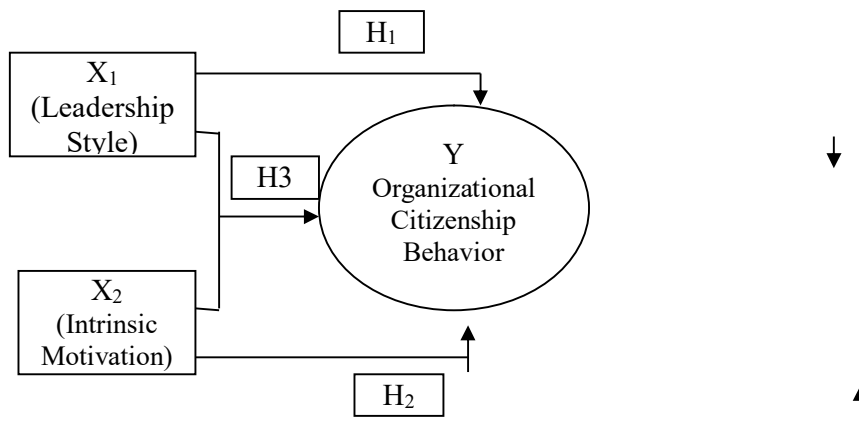 H₁
X₁
(Leadership
Style)
Y
Organizational
Citizenship
Behavior
H3
X₂
(Intrinsic
Motivation)
H₂